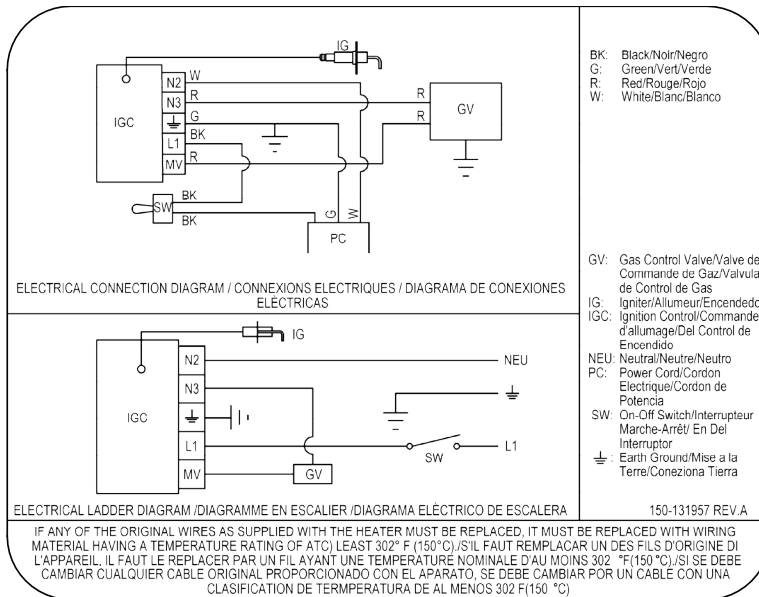 IG
N2 W
N3 R
IGC
G
L1 BK
MV R
R
R
GV
SW
BK
BK
G
W
PC
ELECTRICAL CONNECTION DIAGRAM / CONNEXIONS ELECTRIQUES / DIAGRAMA DE CONEXIONES
ELÈCTRICAS
BK: Black/Noir/Negro
G: Green/Vert/Verde
R: Red/Rouge/Rojo
W: White/Blanc/Blanco
GV: Gas Control Valve/Valve de
Commande de Gaz/Valvula
de Control de Gas
IG: Igniter/Allumeur/Encendedo
IGC: Ignition Control/Commande
d'allumage/Del Control de
Encendido
NEU: Neutral/Neutre/Neutro
PC: Power Cord/Cordon
Electrique/Cordon de
Potencia
SW: On-Off Switch/Interrupteur
Marche-Arrêt/ En Del
Interruptor
: Earth Ground/Mise a la
Terre/Coneziona Tierra
150-131957 REV.A
IG
N2
NEU
N3
IGC
L1
SW
L1
MV
GV
ELECTRICAL LADDER DIAGRAM /DIAGRAMME EN ESCALIER /DIAGRAMA ELÈCTRICO DE ESCALERA
IF ANY OF THE ORIGINAL WIRES AS SUPPLIED WITH THE HEATER MUST BE REPLACED, IT MUST BE REPLACED WITH WIRING
MATERIAL HAVING A TEMPERATURE RATING OF ATC) LEAST 302° F (150°C)./S'IL FAUT REMPLACAR UN DES FILS D'ORIGINE DI
L'APPAREIL, IL FAUT LE REPLACER PAR UN FIL AYANT UNE TEMPERATURE NOMINALE D'AU MOINS 302 °F(150 °C)./SI SE DEBE
CAMBIAR CUALQUIER CABLE ORIGINAL PROPORCIONADO CON EL APARATO, SE DEBE CAMBIAR POR UN CABLE CON UNA
CLASIFICATION DE TERMPERATURA DE AL MENOS 302 F(150 °C)